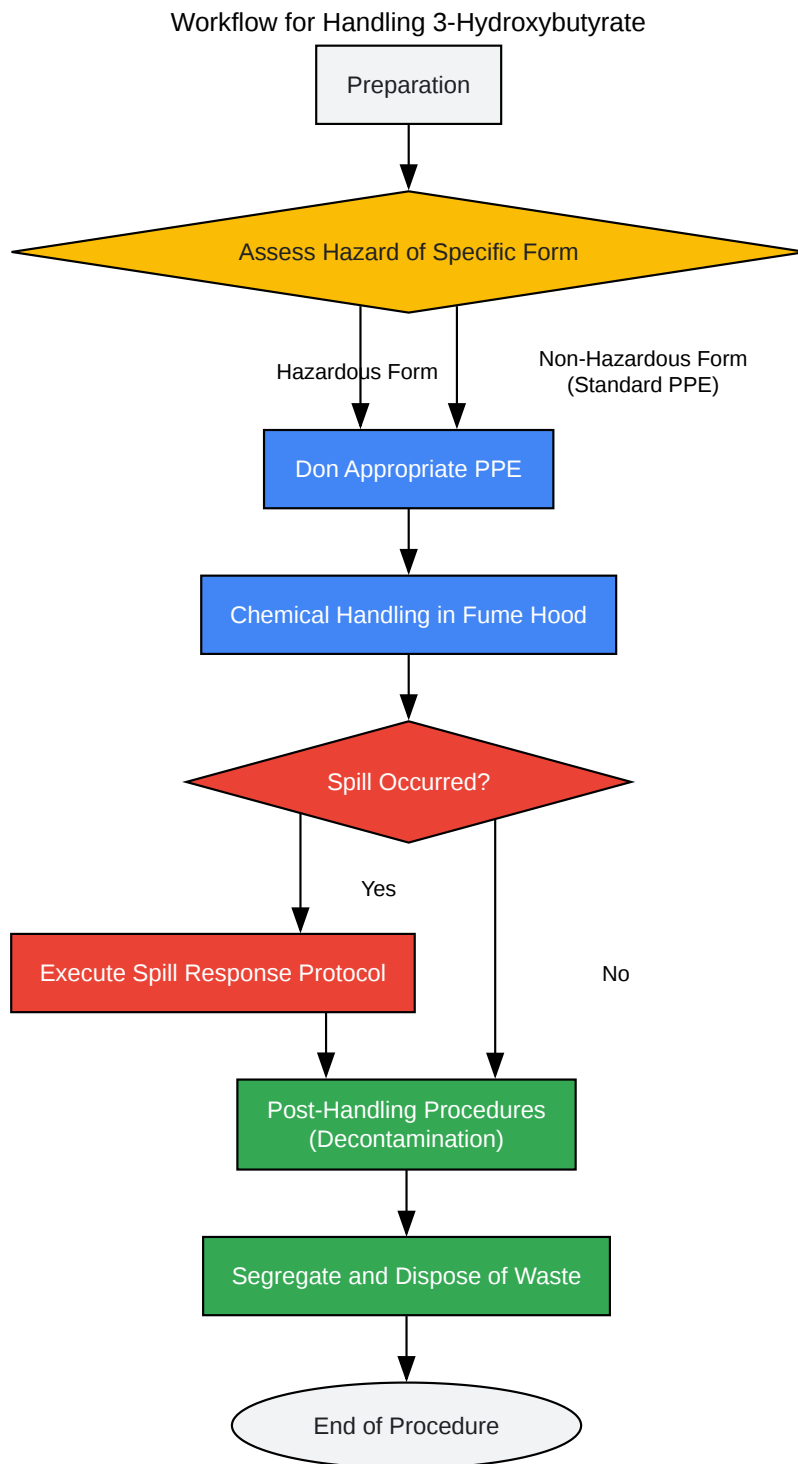 Workflow for Handling 3-Hydroxybutyrate
Preparation
Assess Hazard of Specific Form
Hazardous Form
Non-Hazardous Form
(Standard PPE)
Don Appropriate PPE
Chemical Handling in Fume Hood
Spill Occurred?
Yes
Execute Spill Response Protocol
No
Post-Handling Procedures
(Decontamination)
Segregate and Dispose of Waste
End of Procedure